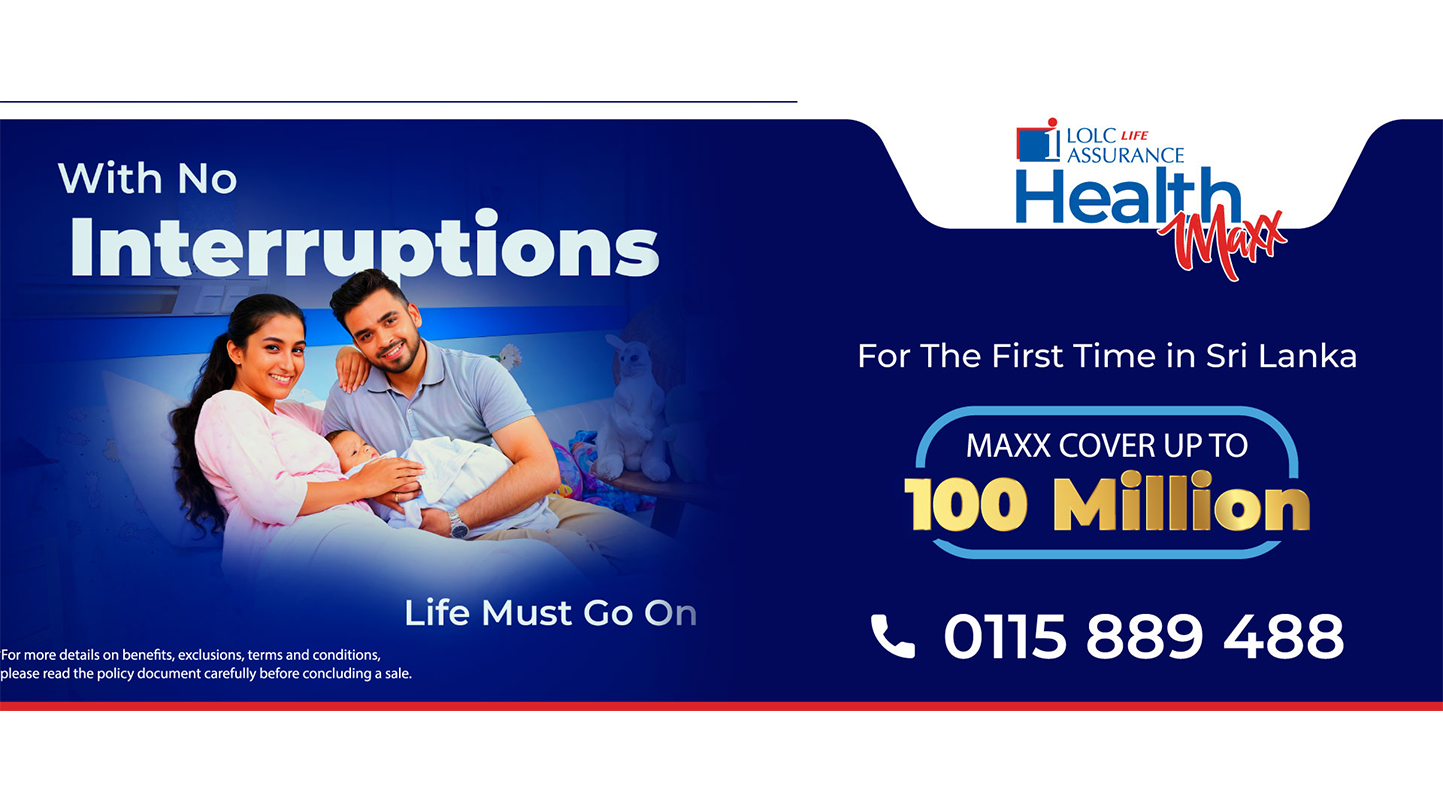 With No
Interruptions
Life Must Go On
For more details on benefits, exclusions, terms and conditions,
please read the policy document carefully before concluding a sale.
LOLC LIFE
ASSURANCE
Health
Maxx
For The First Time in Sri Lanka
MAXX COVER UP TO
100 Million
0115 889 488